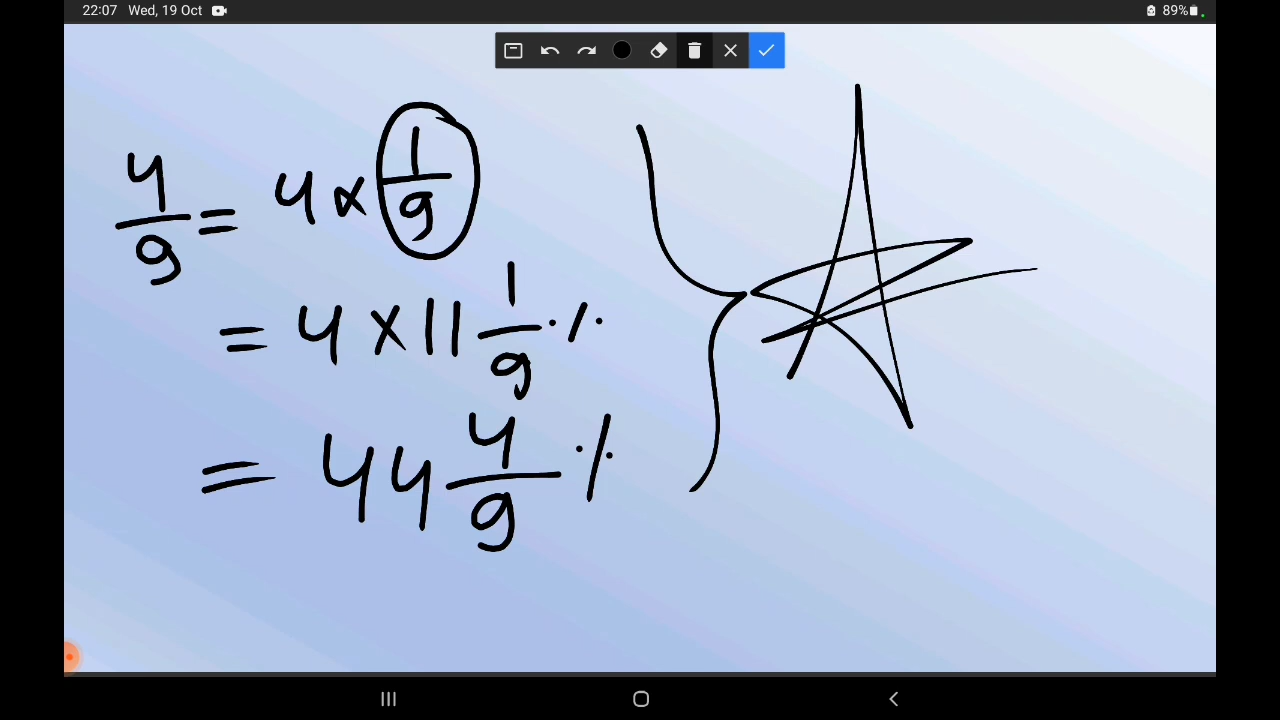 22:07 Wed, 19 Oct 89%
4/9 = 4 × 1/9
= 4 × 11 1/9 %
= 44 4/9 %